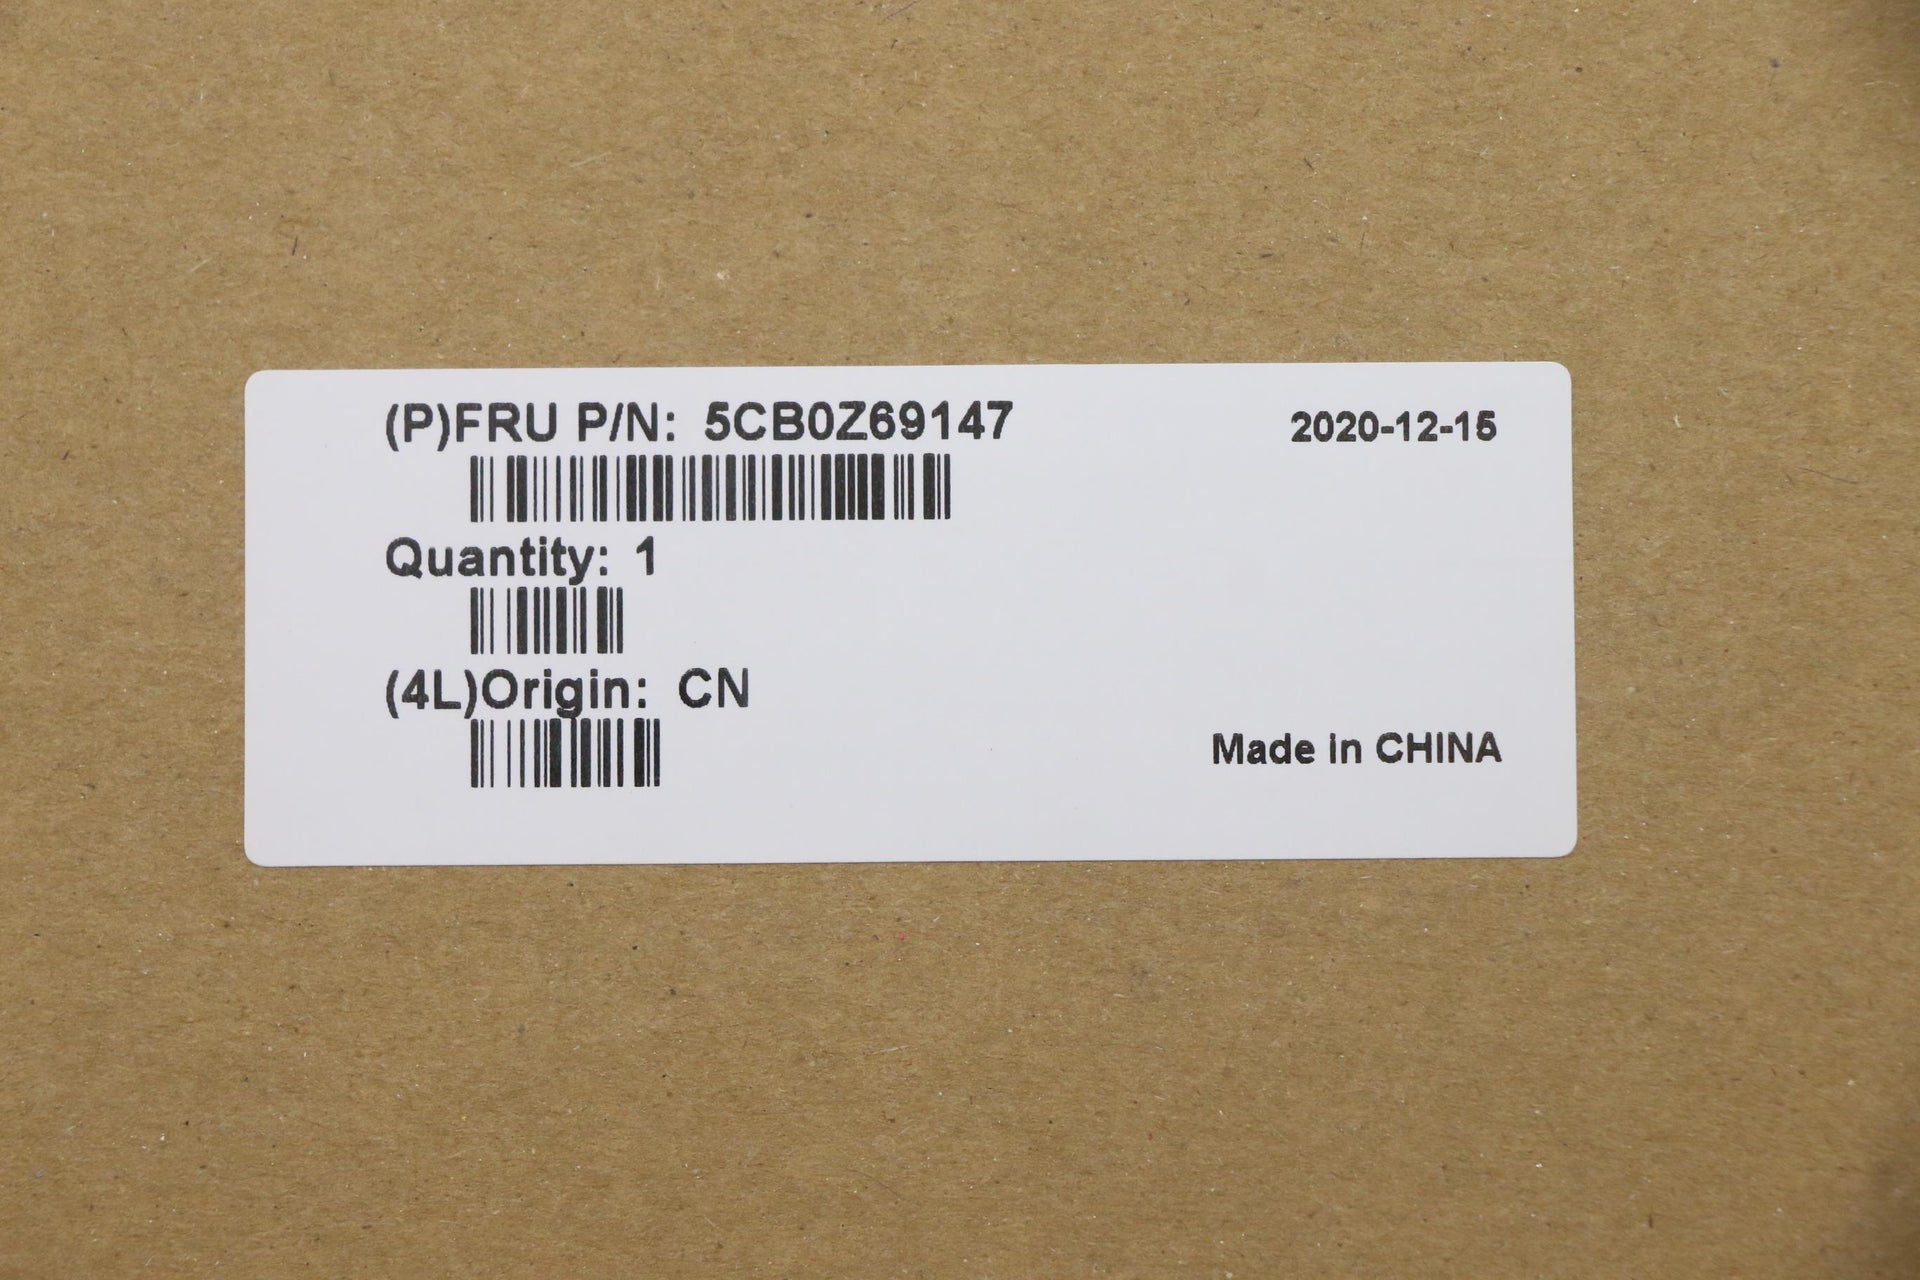 (P)FRU P/N: 5CB0Z69147
2020-12-15
Quantity: 1
(4L)Origin: CN
Made in CHINA